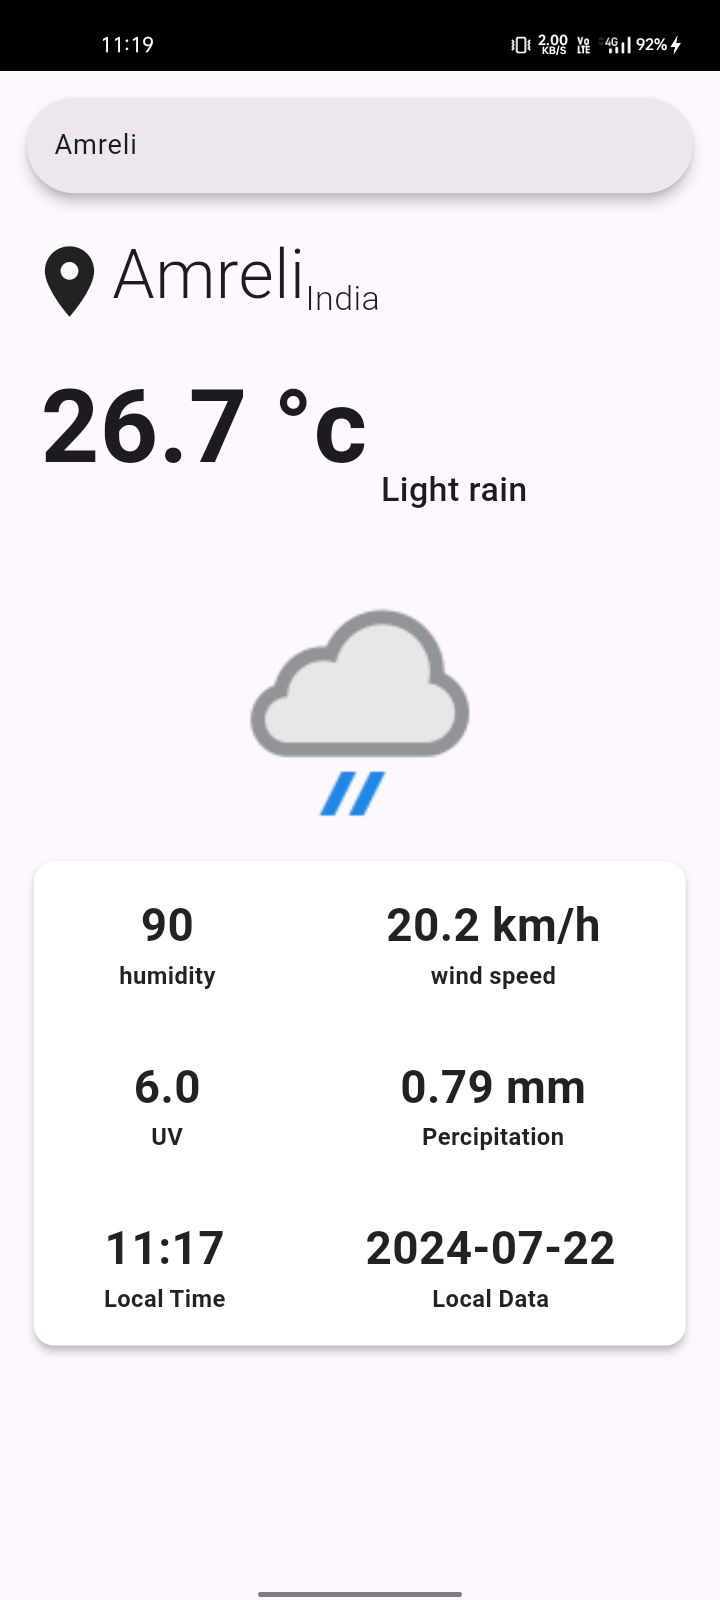 11:19 2.00 KB/S Vo LTE 4G 92%
Amreli
Amreli India
26.7 °c
Light rain
90 20.2 km/h
humidity wind speed
6.0 0.79 mm
UV Percipitation
11:17 2024-07-22
Local Time Local Data